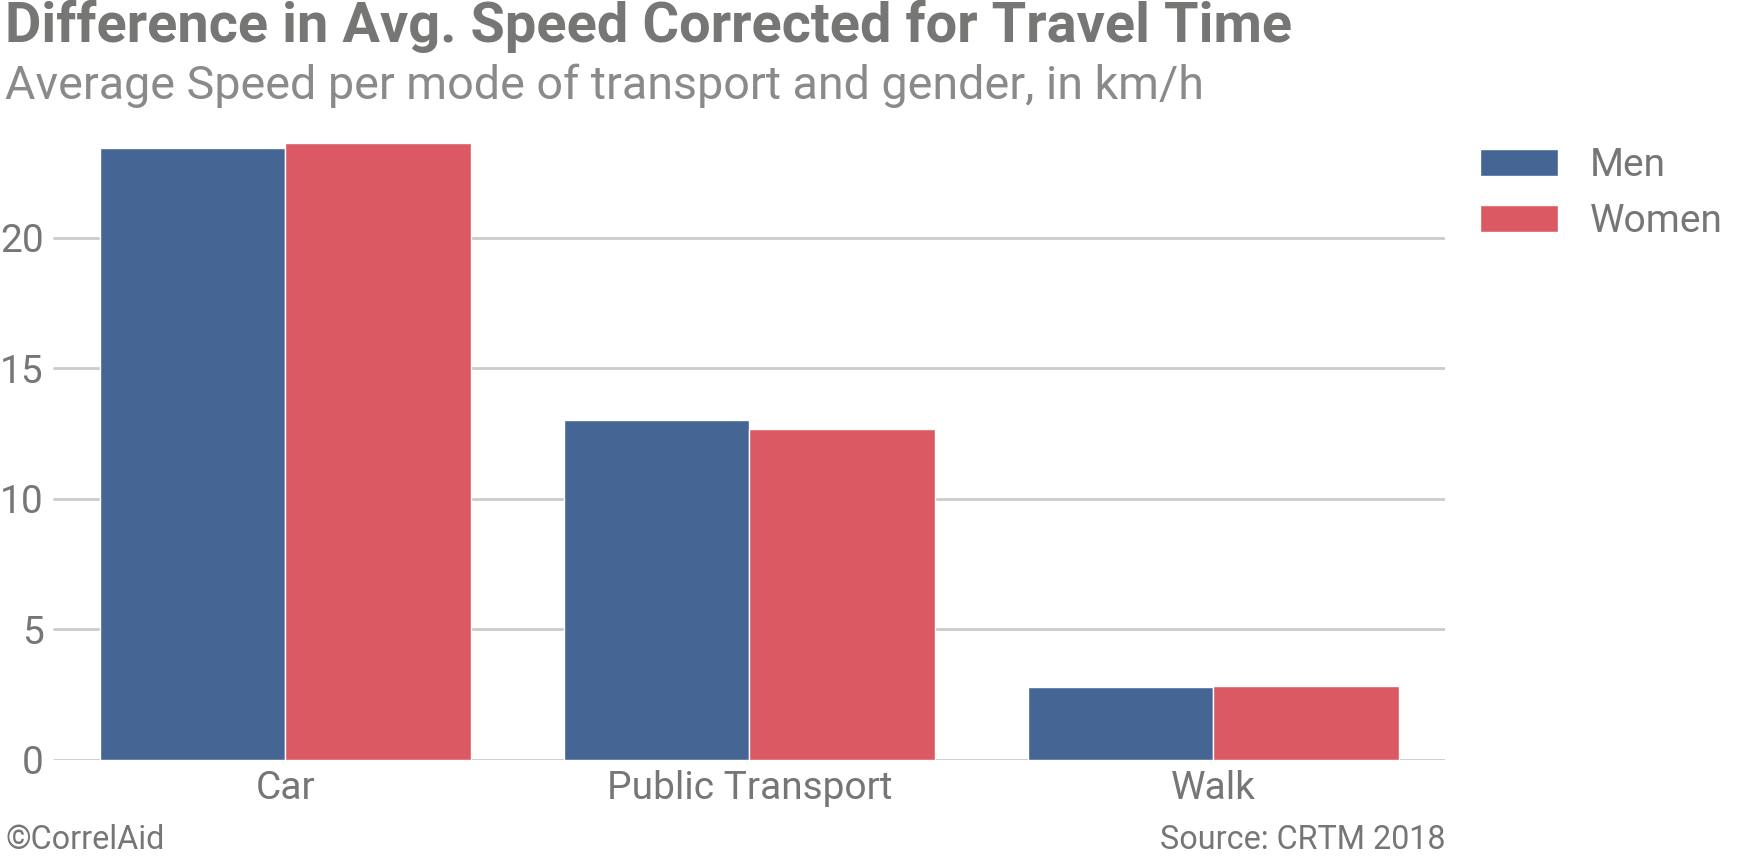 Difference in Avg. Speed Corrected for Travel Time
Average Speed per mode of transport and gender, in km/h
Men
Women
20
15
10
5
0
Car
Public Transport
Walk
©CorrelAid
Source: CRTM 2018